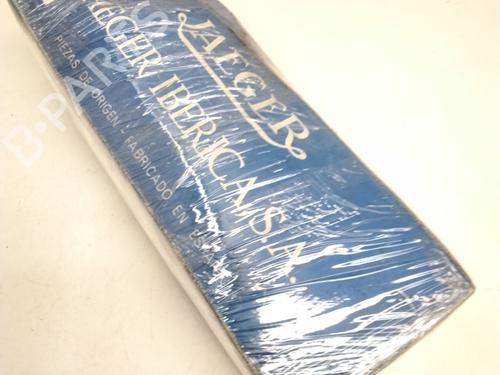 JAEGER
JAEGER IBERICA, S.A.
PIEZAS DE ORIGEN - FABRICADO EN
B-PARTS